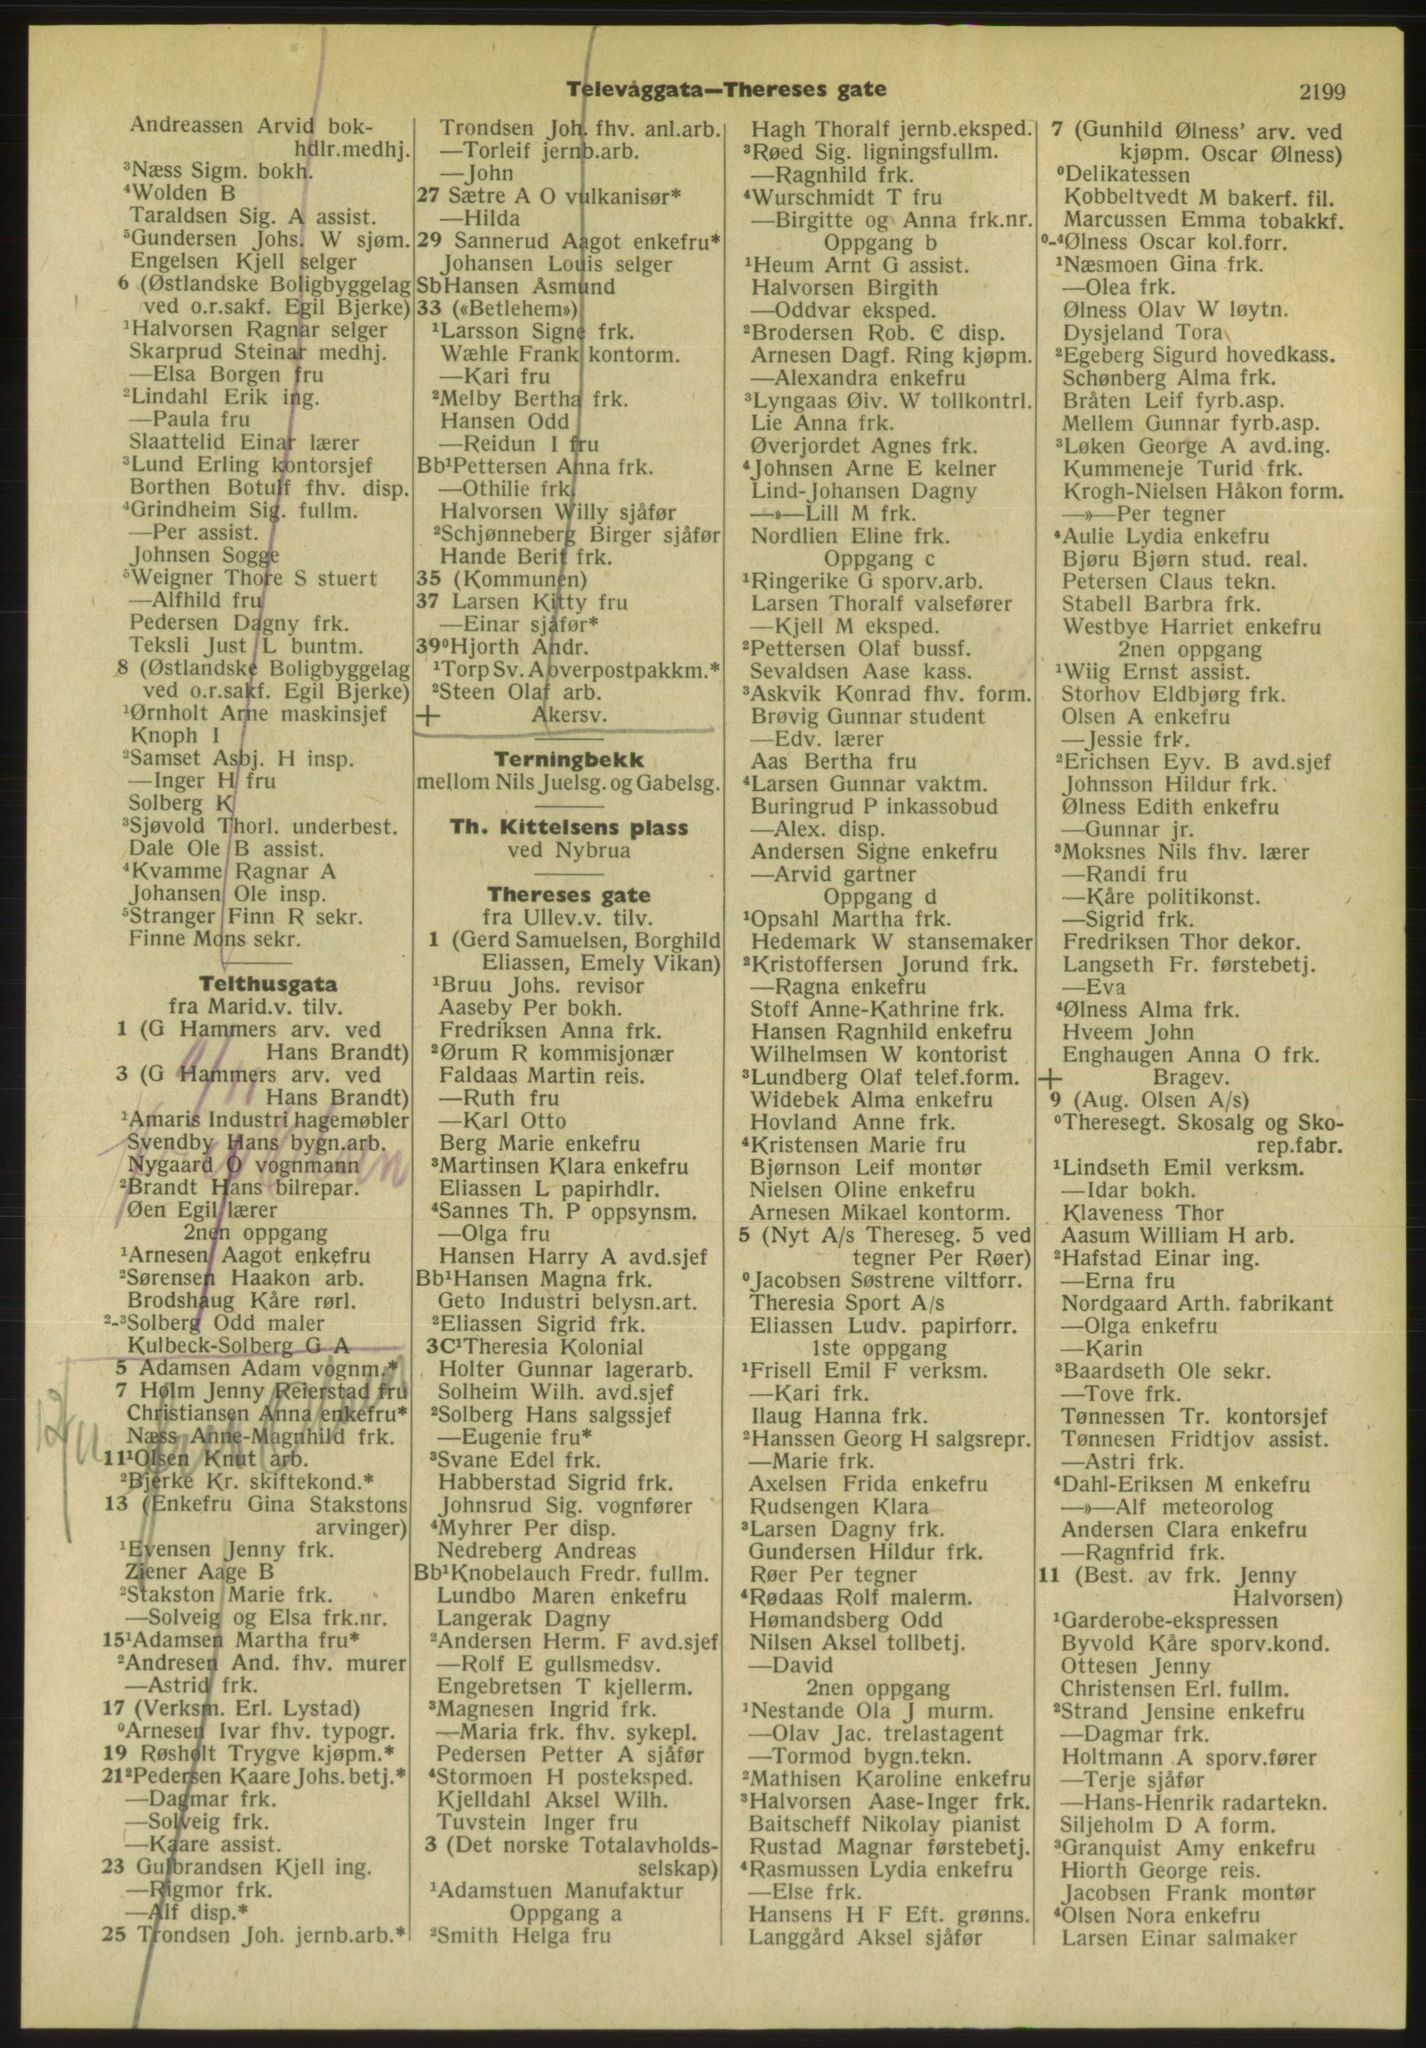 Televåggata—Thereses gate
2199
Andreassen Arvid bok-
hdlr.medhj.
³Næss Sigm. bokh.
⁴Wolden B
Taraldsen Sig. A assist.
⁵Gundersen Johs. W sjøm.
Engelsen Kjell selger
6 (Østlandske Boligbyggelag
ved o.r.sakf. Egil Bjerke)
¹Halvorsen Ragnar selger
Skarprud Steinar medhj.
—Elsa Borgen fru
²Lindahl Erik ing.
—Paula fru
Slaattelid Einar lærer
³Lund Erling kontorsjef
Borthen Botulf fhv. disp.
⁴Grindheim Sig. fullm.
—Per assist.
Johnsen Sogge
⁵Weigner Thore S stuert
—Alfhild fru
Pedersen Dagny frk.
Teksli Just L buntm.
8 (Østlandske Boligbyggelag
ved o.r.sakf. Egil Bjerke)
¹Ørnholt Arne maskinsjef
Knoph I
²Samset Asbj. H insp.
—Inger H fru
Solberg K
³Sjøvold Thorl. underbest.
Dale Ole B assist.
⁴Kvamme Ragnar A
Johansen Ole insp.
⁵Stranger Finn R sekr.
Finne Mons sekr.
Telthusgata
fra Marid.v. tilv.
1 (G Hammers arv. ved
Hans Brandt)
3 (G Hammers arv. ved
Hans Brandt)
¹Amaris Industri hagemøbler
Svendby Hans bygn.arb.
Nygaard O vognmann
²Brandt Hans bilrepar.
Øen Egil lærer
2nen oppgang
¹Arnesen Aagot enkefru
²Sørensen Haakon arb.
Brodshaug Kåre rørl.
²-³Solberg Odd maler
Kulbeck-Solberg G A
5 Adamsen Adam vognm.*
7 Holm Jenny Reierstad fru
Christiansen Anna enkefru*
Næss Anne-Magnhild frk.
11¹Olsen Knut arb.
²Bjerke Kr. skiftekond.*
13 (Enkefru Gina Stakstons
arvinger)
¹Evensen Jenny frk.
Ziener Aage B
²Stakston Marie frk.
—Solveig og Elsa frk.nr.
15¹Adamsen Martha fru*
²Andresen And. fhv. murer
—Astrid frk.
17 (Verksm. Erl. Lystad)
⁰Arnesen Ivar fhv. typogr.
19 Røsholt Trygve kjøpm.*
21²Pedersen Kaare Johs. betj.*
—Dagmar frk.
—Solveig frk.
—Kaare assist.
23 Gulbrandsen Kjell ing.
—Rigmor frk.
—Alf disp.*
25 Trondsen Joh. jernb.arb.*
Trondsen Joh. fhv. anl.arb.
—Torleif jernb.arb.
—John
27 Sætre A O vulkanisør*
—Hilda
29 Sannerud Aagot enkefru*
Johansen Louis selger
Sb Hansen Åsmund
33 («Betlehem»)
¹Larsson Signe frk.
Wæhle Frank kontorm.
—Kari fru
²Melby Bertha frk.
Hansen Odd
—Reidun I fru
Bb¹Pettersen Anna frk.
—Othilie frk.
Halvorsen Willy sjåfør
²Schjønneberg Birger sjåfør
Hande Berit frk.
35 (Kommunen)
37 Larsen Kitty fru
—Einar sjåfør*
39⁰Hjorth Andr.
¹Torp Sv. A overpostpakkm.*
²Steen Olaf arb.
+ Akersv.
Terningbekk
mellom Nils Juelsg. og Gabelsg.
Th. Kittelsens plass
ved Nybrua
Thereses gate
fra Ullev.v. tilv.
1 (Gerd Samuelsen, Borghild
Eliassen, Emely Vikan)
¹Bruu Johs. revisor
Aaseby Per bokh.
Fredriksen Anna frk.
²Ørum R kommisjonær
Faldaas Martin reis.
—Ruth fru
—Karl Otto
Berg Marie enkefru
³Martinsen Klara enkefru
Eliassen L papirhdlr.
⁴Sannes Th. P oppsynsm.
—Olga fru
Hansen Harry A avd.sjef
Bb¹Hansen Magna frk.
Geto Industri belysn.art.
²Eliassen Sigrid frk.
3C¹Theresia Kolonial
Holter Gunnar lagerarb.
Solheim Wilh. avd.sjef
²Solberg Hans salgssjef
—Eugenie fru*
³Svane Edel frk.
Habberstad Sigrid frk.
Johnsrud Sig. vognfører
⁴Myhrer Per disp.
Nedreberg Andreas
Bb¹Knobelauch Fredr. fullm.
Lundbo Maren enkefru
Langerak Dagny
²Andersen Herm. F avd.sjef
—Rolf E gullsmedsv.
Engebretsen T kjellerm.
³Magnesen Ingrid frk.
—Maria frk. fhv. sykepl.
Pedersen Petter A sjåfør
⁴Stormoen H posteksped.
Kjelldahl Aksel Wilh.
Tuvstein Inger fru
3 (Det norske Totalavholds-
selskap)
¹Adamstuen Manufaktur
Oppgang a
²Smith Helga fru
Hagh Thoralf jernb.eksped.
³Røed Sig. ligningsfullm.
—Ragnhild frk.
⁴Wurschmidt T fru
—Birgitte og Anna frk.nr.
Oppgang b
¹Heum Arnt G assist.
Halvorsen Birgith
—Oddvar eksped.
²Brodersen Rob. C disp.
Arnesen Dagf. Ring kjøpm.
—Alexandra enkefru
³Lyngaas Øiv. W tollkontrl.
Lie Anna frk.
Øverjordet Agnes frk.
⁴Johnsen Arne E kelner
Lind-Johansen Dagny
—»—Lill M frk.
Nordlien Eline frk.
Oppgang c
¹Ringerike G sporv.arb.
Larsen Thoralf valsefører
—Kjell M eksped.
²Pettersen Olaf bussf.
Sevaldsen Aase kass.
³Askvik Konrad fhv. form.
Brøvig Gunnar student
—Edv. lærer
Aas Bertha fru
⁴Larsen Gunnar vaktm.
Buringrud P inkassobud
—Alex. disp.
Andersen Signe enkefru
—Arvid gartner
Oppgang d
¹Opsahl Martha frk.
Hedemark W stansemaker
²Kristoffersen Jorund frk.
—Ragna enkefru
Stoff Anne-Kathrine frk.
Hansen Ragnhild enkefru
Wilhelmsen W kontorist
³Lundberg Olaf telef.form.
Widebek Alma enkefru
Hovland Anne frk.
⁴Kristensen Marie fru
Bjørnson Leif montør
Nielsen Oline enkefru
Arnesen Mikael kontorm.
5 (Nyt A/s Thereseg. 5 ved
tegner Per Røer)
⁰Jacobsen Søstrene viltforr.
Theresia Sport A/s
Eliassen Ludv. papirforr.
1ste oppgang
¹Frisell Emil F verksm.
—Kari frk.
Ilaug Hanna frk.
²Hanssen Georg H salgsrepr.
—Marie frk.
Axelsen Frida enkefru
Rudsengen Klara
³Larsen Dagny frk.
Gundersen Hildur frk.
Røer Per tegner
⁴Rødaas Rolf malerm.
Hømandsberg Odd
Nilsen Aksel tollbetj.
—David
2nen oppgang
¹Nestande Ola J murm.
—Olav Jac. trelastagent
—Tormod bygn.tekn.
²Mathisen Karoline enkefru
³Halvorsen Aase-Inger frk.
Baitscheff Nikolay pianist
Rustad Magnar førstebetj.
⁴Rasmussen Lydia enkefru
—Else frk.
Hansens H F Eft. grønns.
Langgård Aksel sjåfør
7 (Gunhild Ølness' arv. ved
kjøpm. Oscar Ølness)
⁰Delikatessen
Kobbeltvedt M bakerf. fil.
Marcussen Emma tobakkf.
⁰-⁴Ølness Oscar kol.forr.
¹Næsmoen Gina frk.
—Olea frk.
Ølness Olav W løytn.
Dysjeland Tora
²Egeberg Sigurd hovedkass.
Schønberg Alma frk.
Bråten Leif fyrb.asp.
Mellem Gunnar fyrb.asp.
³Løken George A avd.ing.
Kummeneje Turid frk.
Krogh-Nielsen Håkon form.
—»—Per tegner
⁴Aulie Lydia enkefru
Bjøru Bjørn stud. real.
Petersen Claus tekn.
Stabell Barbra frk.
Westbye Harriet enkefru
2nen oppgang
¹Wiig Ernst assist.
Storhov Eldbjørg frk.
Olsen A enkefru
—Jessie frk.
²Erichsen Eyv. B avd.sjef
Johnsson Hildur frk.
Ølness Edith enkefru
—Gunnar jr.
³Moksnes Nils fhv. lærer
—Randi fru
—Kåre politikonst.
—Sigrid frk.
Fredriksen Thor dekor.
Langseth Fr. førstebetj.
—Eva
⁴Ølness Alma frk.
Hveem John
Enghaugen Anna O frk.
+ Bragev.
9 (Aug. Olsen A/s)
⁰Theresegt. Skosalg og Sko-
rep.fabr.
¹Lindseth Emil verksm.
—Idar bokh.
Klaveness Thor
Aasum William H arb.
²Hafstad Einar ing.
—Erna fru
Nordgaard Arth. fabrikant
—Olga enkefru
—Karin
³Baardseth Ole sekr.
—Tove frk.
Tønnessen Tr. kontorsjef
Tønnesen Fridtjov assist.
—Astri frk.
⁴Dahl-Eriksen M enkefru
—»—Alf meteorolog
Andersen Clara enkefru
—Ragnfrid frk.
11 (Best. av frk. Jenny
Halvorsen)
¹Garderobe-ekspressen
Byvold Kåre sporv.kond.
Ottesen Jenny
Christensen Erl. fullm.
²Strand Jensine enkefru
—Dagmar frk.
Holtmann A sporv.fører
—Terje sjåfør
—Hans-Henrik radartekn.
Siljeholm D A form.
³Granquist Amy enkefru
Hiorth George reis.
Jacobsen Frank montør
⁴Olsen Nora enkefru
Larsen Einar salmaker